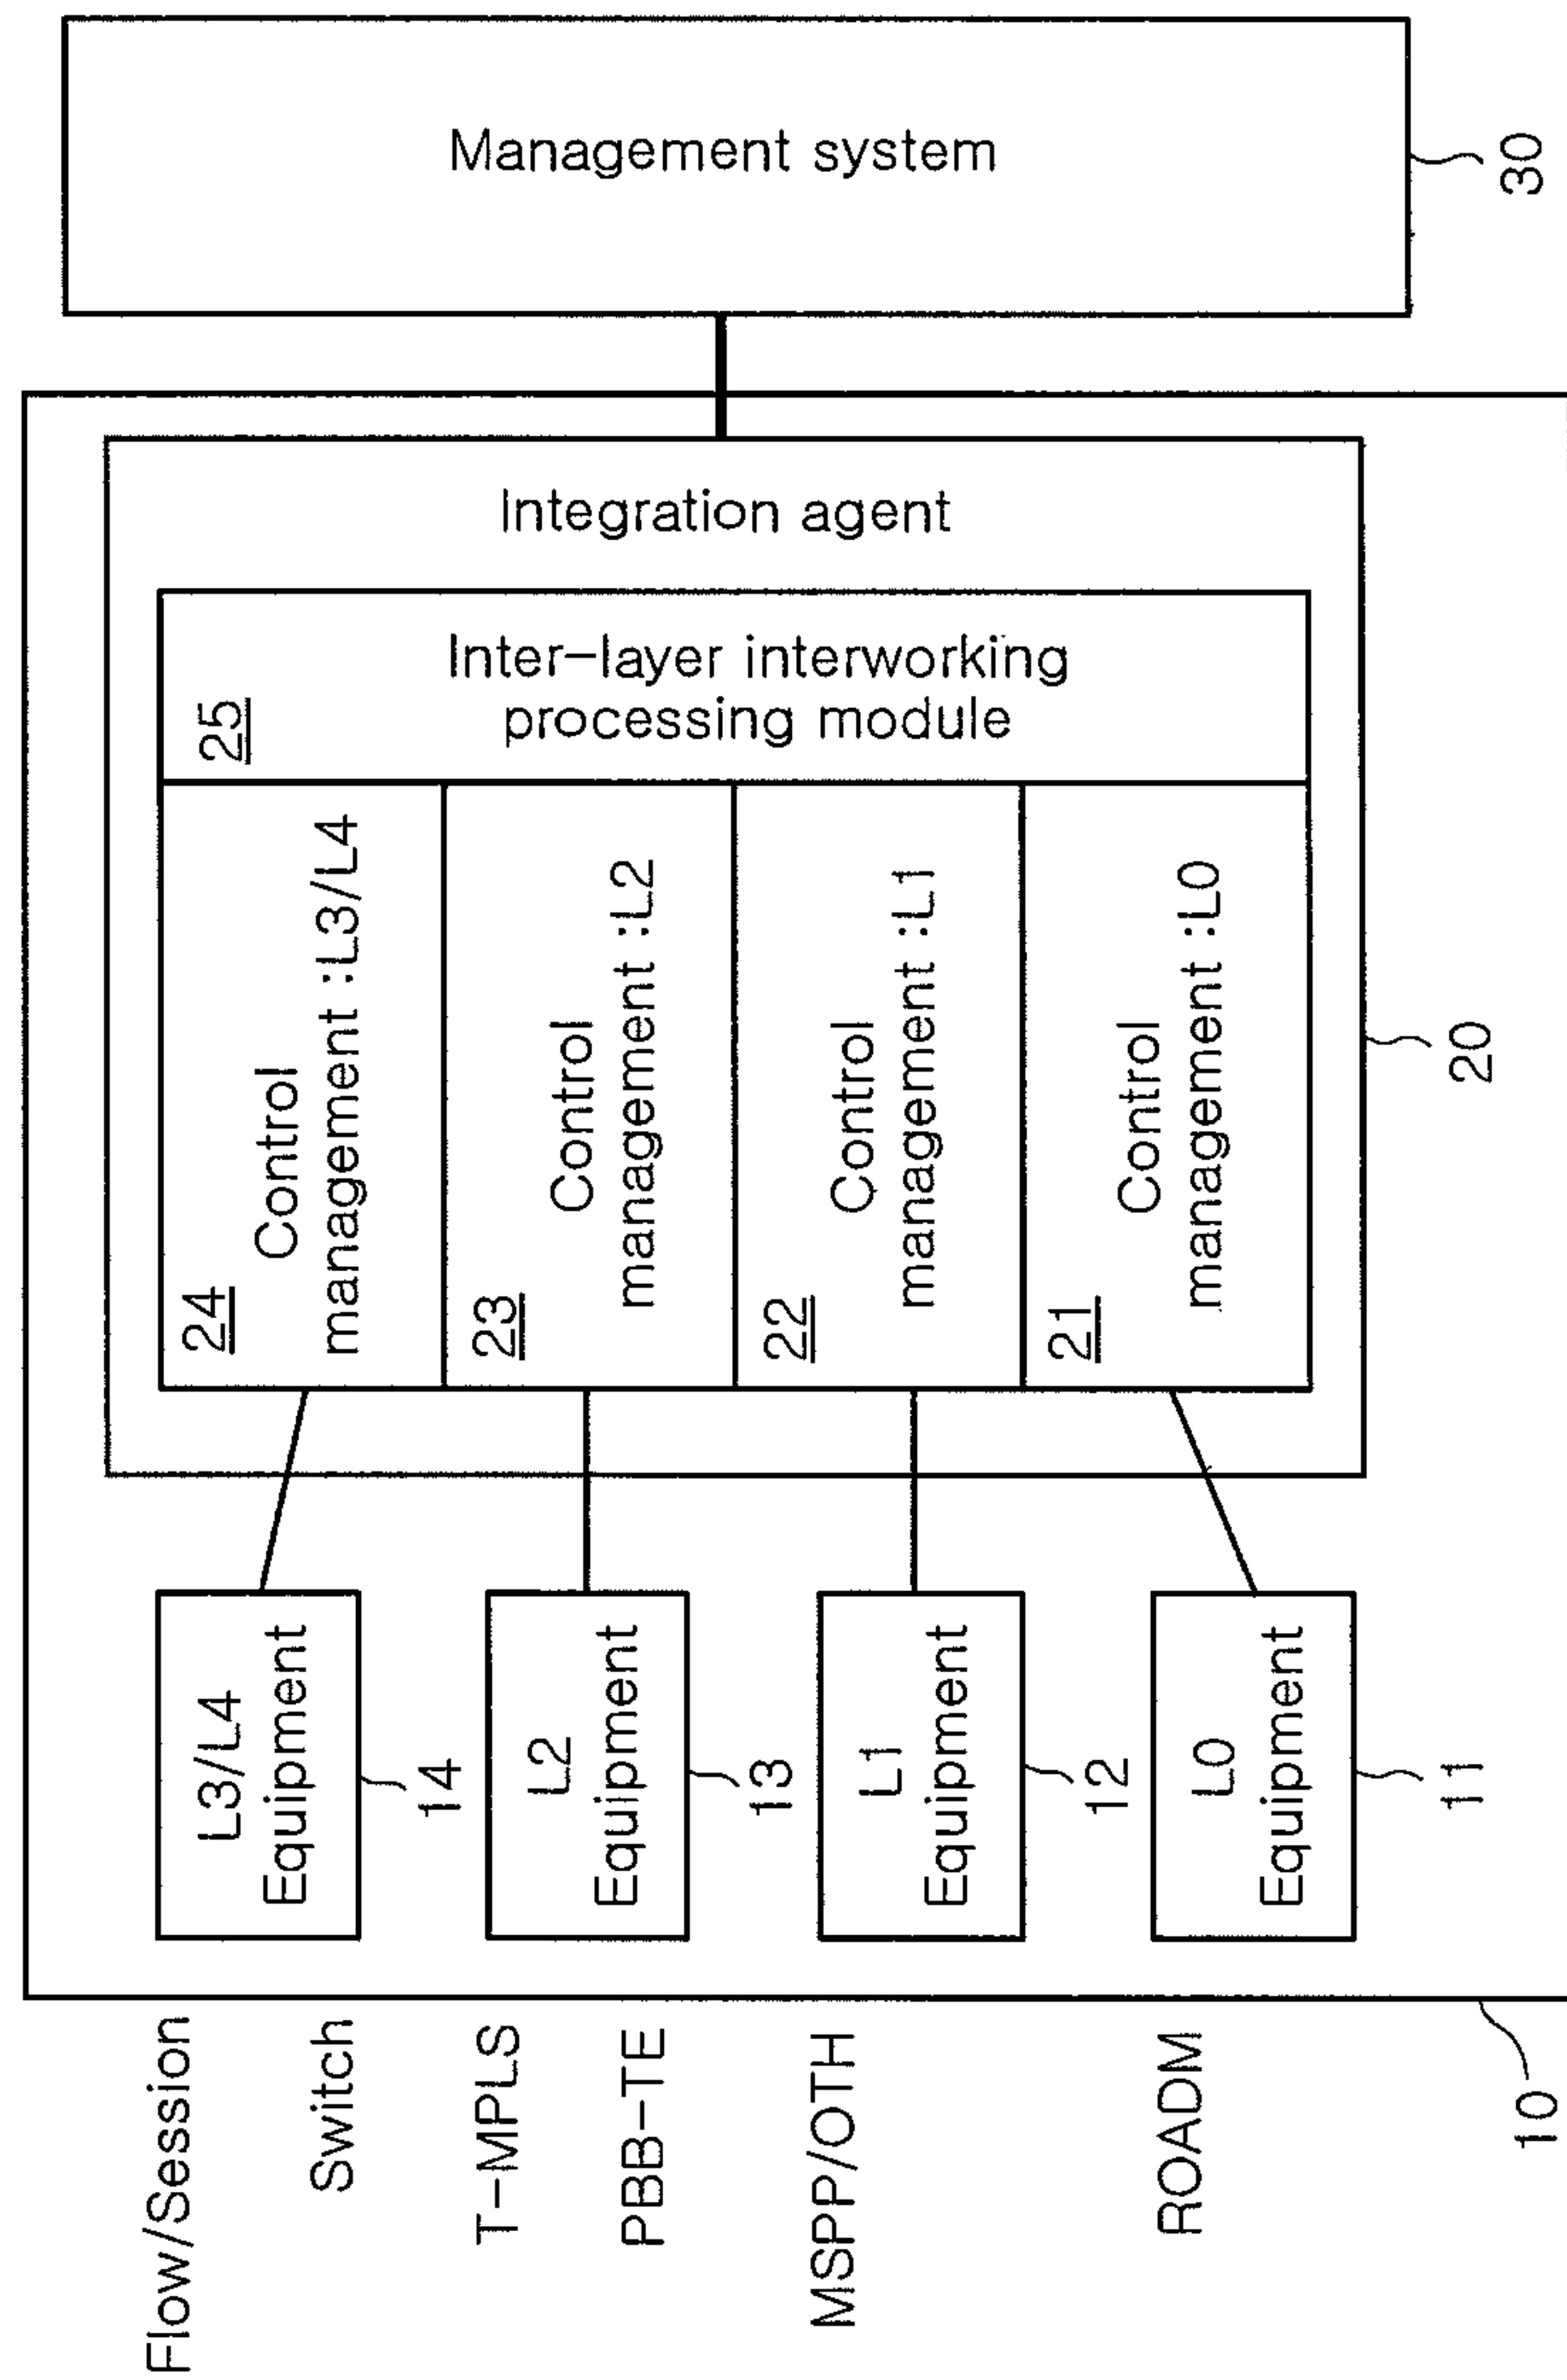 Management system
30
Integration agent
25
Inter-layer interworking
processing module
24
Control
management :L3/L4
23
Control
management :L2
22
Control
management :L1
21
Control
management :L0
20
L3/L4
Equipment
14
L2
Equipment
13
L1
Equipment
12
L0
Equipment
11
Flow/Session
Switch
T-MPLS
PBB-TE
MSPP/OTH
ROADM
10